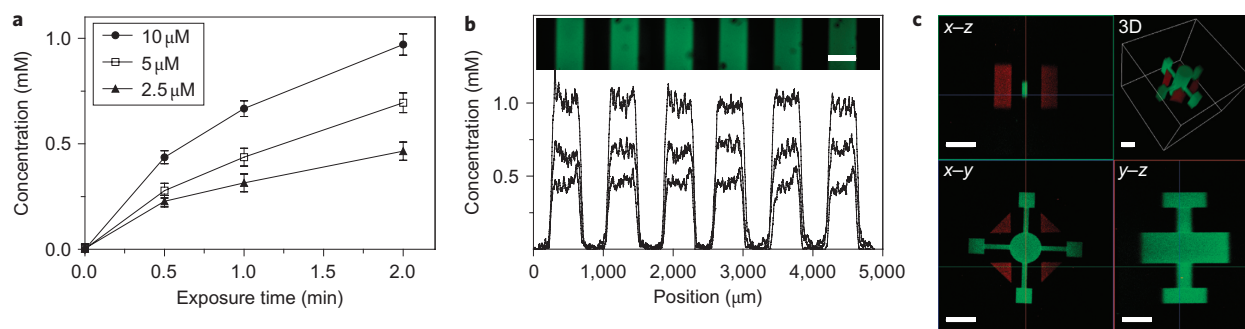 a
Concentration (mM)
1.0
0.5
0.0
10 μM
5 μM
2.5 μM
0.0 0.5 1.0 1.5 2.0
Exposure time (min)
b
Concentration (mM)
1.0
0.5
0 1,000 2,000 3,000 4,000 5,000
Position (μm)
c
x–z
3D
x–y
y–z